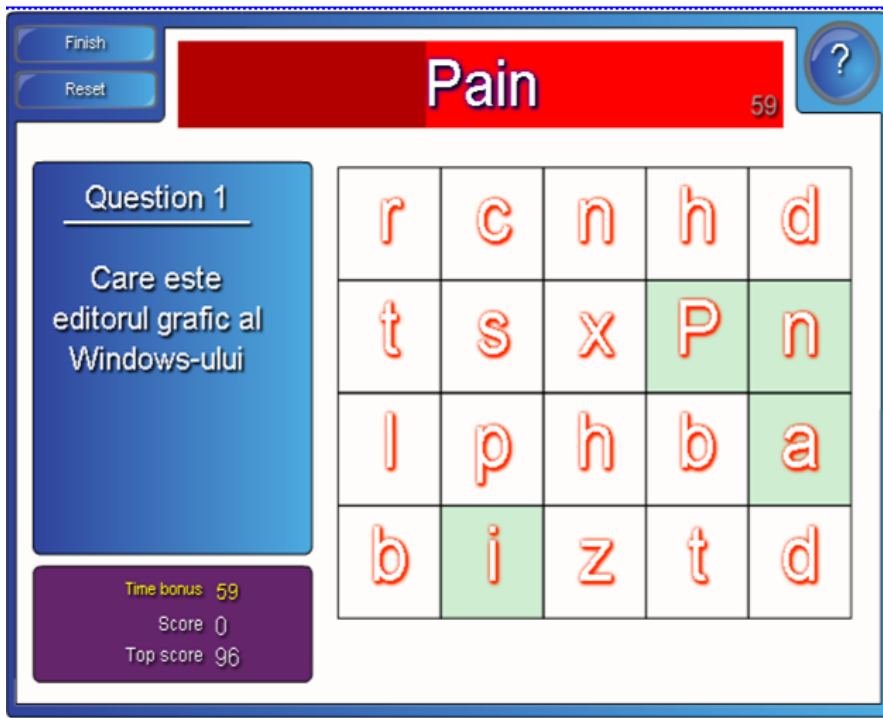 Finish
Reset
Pain
59
?
Question 1
Care este
editorul grafic al
Windows-ului
r c n h d
t s x P n
l p h b a
b i z t d
Time bonus 59
Score 0
Top score 96